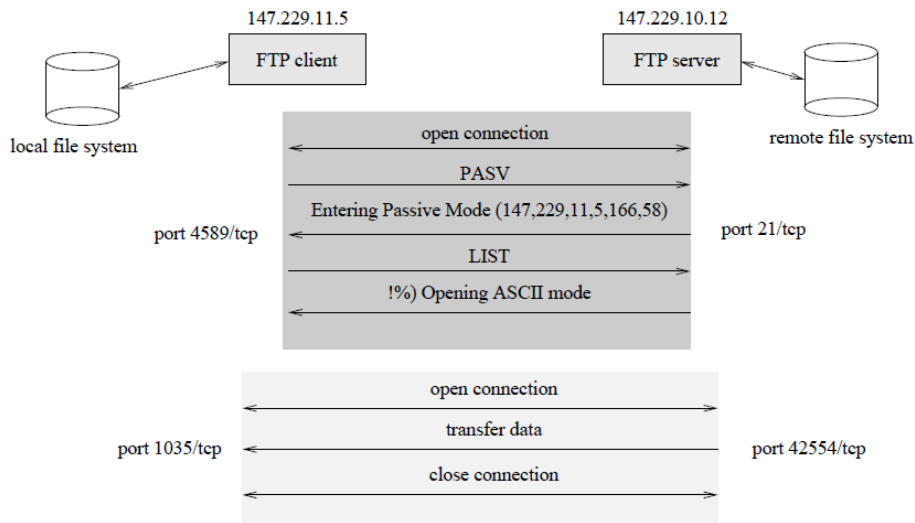 147.229.11.5
147.229.10.12
FTP client
FTP server
local file system
remote file system
open connection
PASV
Entering Passive Mode (147,229,11,5,166,58)
port 4589/tcp
port 21/tcp
LIST
!%) Opening ASCII mode
open connection
transfer data
port 1035/tcp
port 42554/tcp
close connection